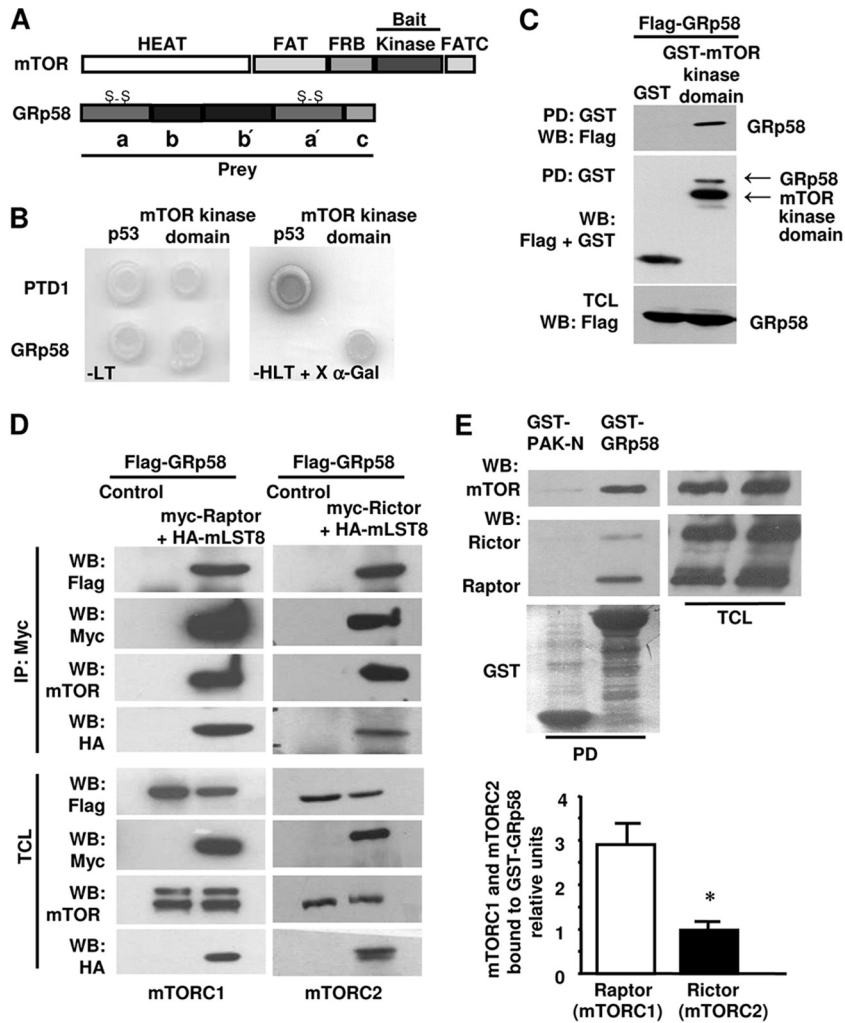 A
Bait
HEAT FAT FRB Kinase FATC
mTOR
S-S S-S
GRp58
a b b´ a´ c
Prey
B
p53 mTOR kinase domain p53 mTOR kinase domain
PTD1
GRp58
-LT -HLT + X α-Gal
C
Flag-GRp58
GST GST-mTOR kinase domain
PD: GST
WB: Flag
GRp58
PD: GST
← GRp58
← mTOR kinase domain
WB:
Flag + GST
TCL
WB: Flag
GRp58
D
Flag-GRp58 Flag-GRp58
Control Control
myc-Raptor + HA-mLST8 myc-Rictor + HA-mLST8
IP: Myc
WB: Flag
WB: Myc
WB: mTOR
WB: HA
TCL
WB: Flag
WB: Myc
WB: mTOR
WB: HA
mTORC1 mTORC2
E
GST-PAK-N GST-GRp58
WB: mTOR
WB: Rictor
Raptor
TCL
GST
PD
mTORC1 and mTORC2
bound to GST-GRp58
relative units
4
3
2
1
0
*
Raptor (mTORC1) Rictor (mTORC2)